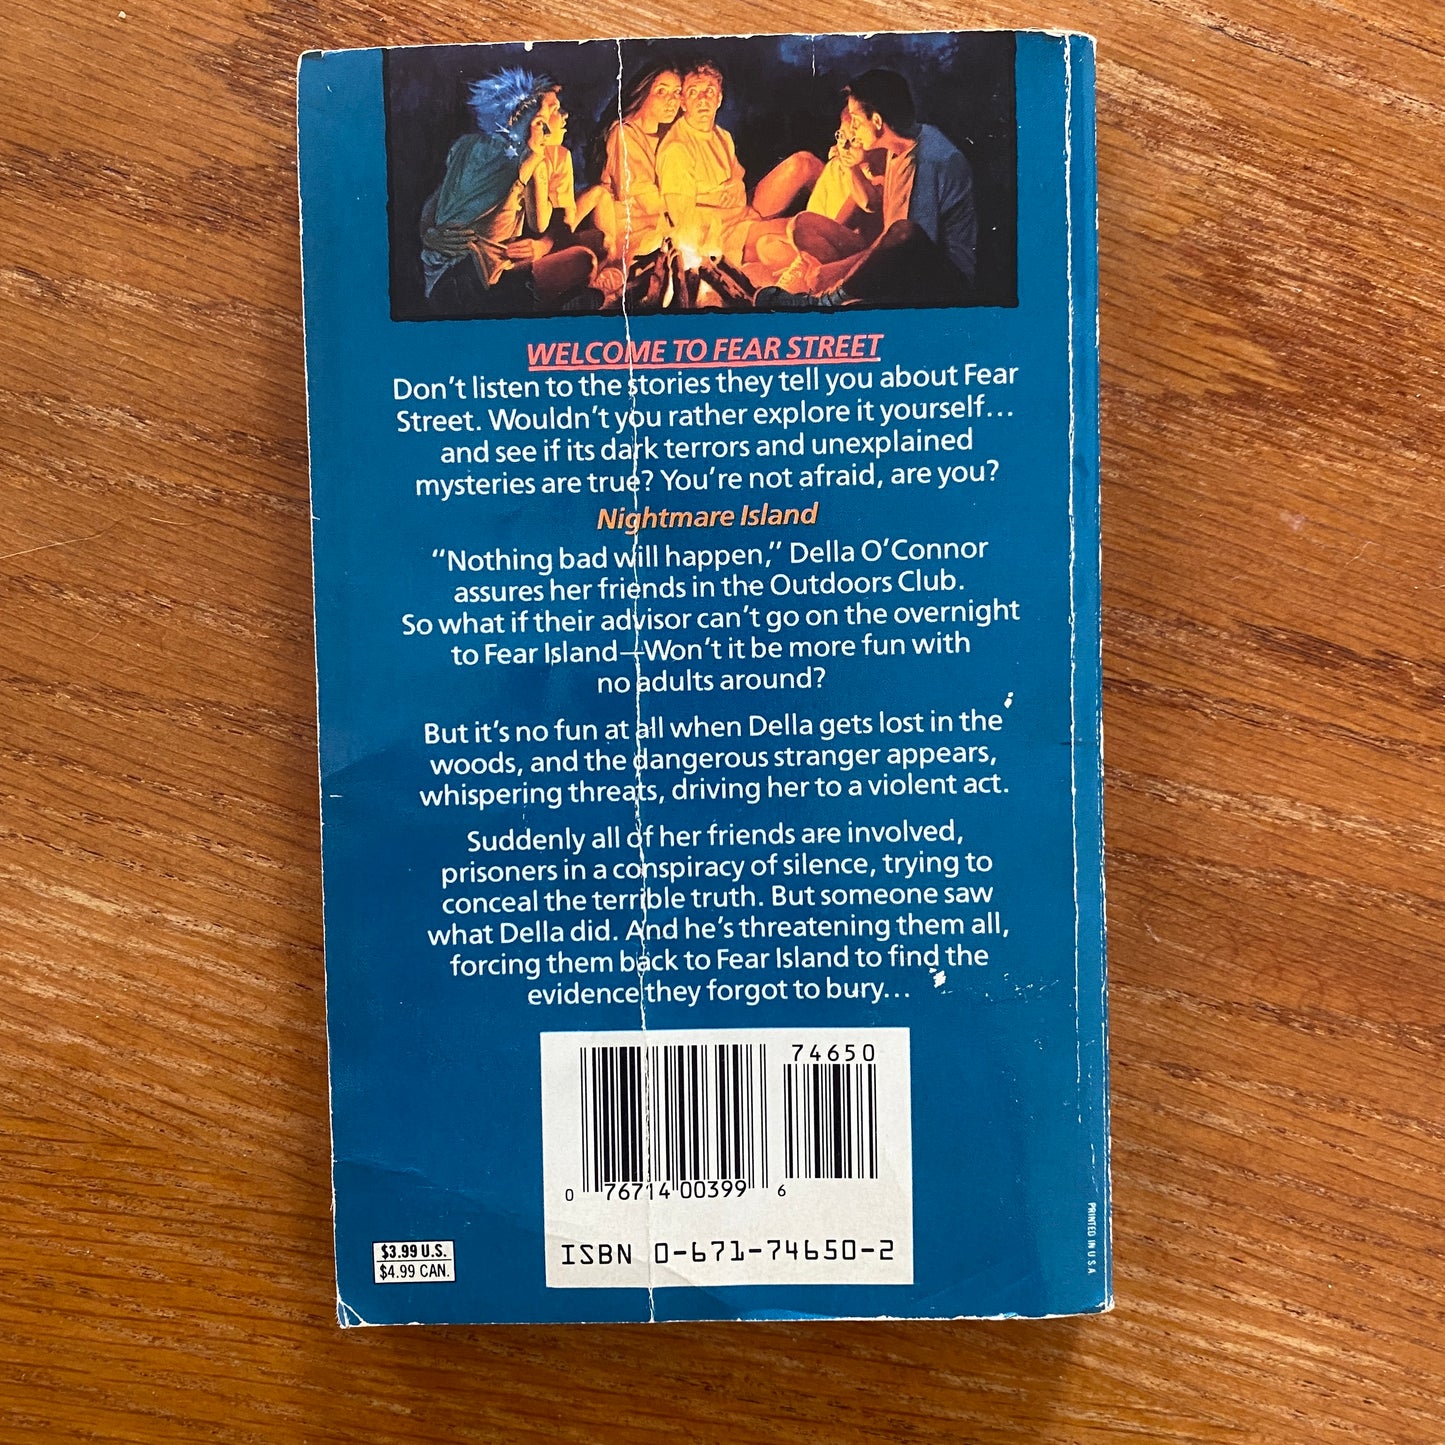 WELCOME TO FEAR STREET
Don't listen to the stories they tell you about Fear
Street. Wouldn't you rather explore it yourself...
and see if its dark terrors and unexplained
mysteries are true? You're not afraid, are you?
Nightmare Island
"Nothing bad will happen," Della O'Connor
assures her friends in the Outdoors Club.
So what if their advisor can't go on the overnight
to Fear Island—Won't it be more fun with
no adults around?
But it's no fun at all when Della gets lost in the
woods, and the dangerous stranger appears,
whispering threats, driving her to a violent act.
Suddenly all of her friends are involved,
prisoners in a conspiracy of silence, trying to
conceal the terrible truth. But someone saw
what Della did. And he's threatening them all,
forcing them back to Fear Island to find the
evidence they forgot to bury...
74650
0 76714 00399 6
ISBN 0-671-74650-2
$3.99 U.S.
$4.99 CAN.
PRINTED IN U.S.A.